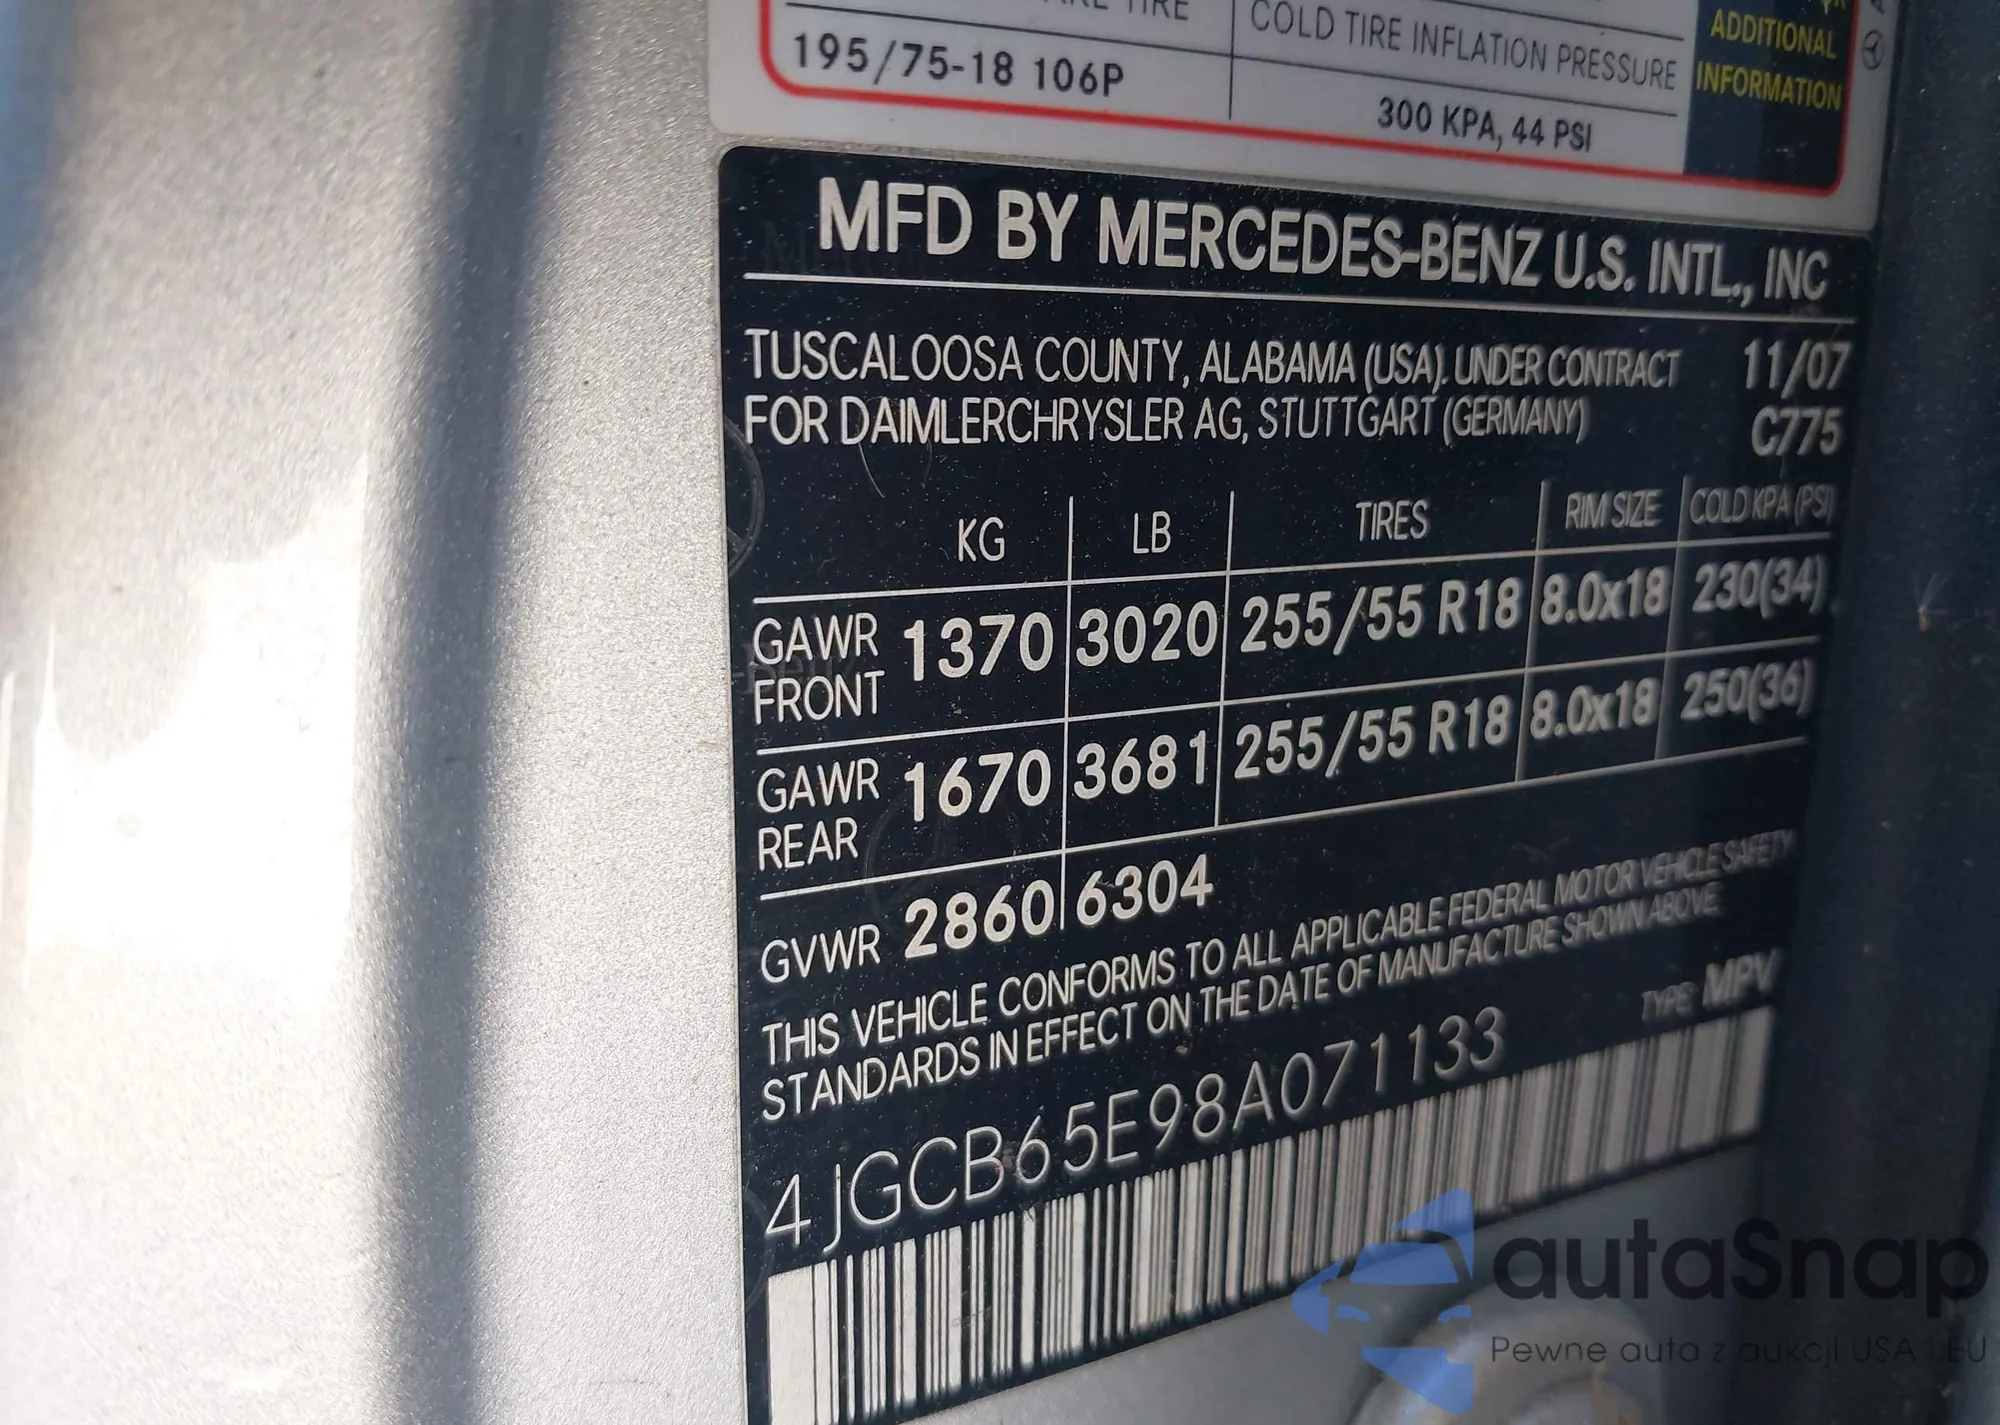 TIRE
COLD TIRE INFLATION PRESSURE
195/75-18 106P
300 KPA, 44 PSI
ADDITIONAL
INFORMATION
MFD BY MERCEDES-BENZ U.S. INTL., INC
TUSCALOOSA COUNTY, ALABAMA (USA). UNDER CONTRACT 11/07
FOR DAIMLERCHRYSLER AG, STUTTGART (GERMANY) C775
KG LB TIRES RIM SIZE COLD KPA (PSI)
GAWR FRONT 1370 3020 255/55 R18 8.0x18 230(34)
GAWR REAR 1670 3681 255/55 R18 8.0x18 250(36)
GVWR 2860 6304
THIS VEHICLE CONFORMS TO ALL APPLICABLE FEDERAL MOTOR VEHICLE SAFETY
STANDARDS IN EFFECT ON THE DATE OF MANUFACTURE SHOWN ABOVE.
TYPE: MPV
4JGCB65E98A071133
autaSnap
Pewne auta z aukcji USA i EU